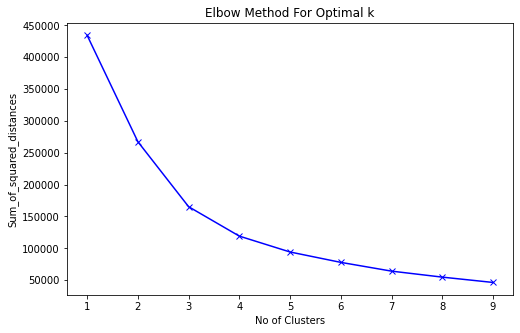 Elbow Method For Optimal k
450000
400000
350000
300000
250000
200000
150000
100000
50000
Sum_of_squared_distances
1 2 3 4 5 6 7 8 9
No of Clusters